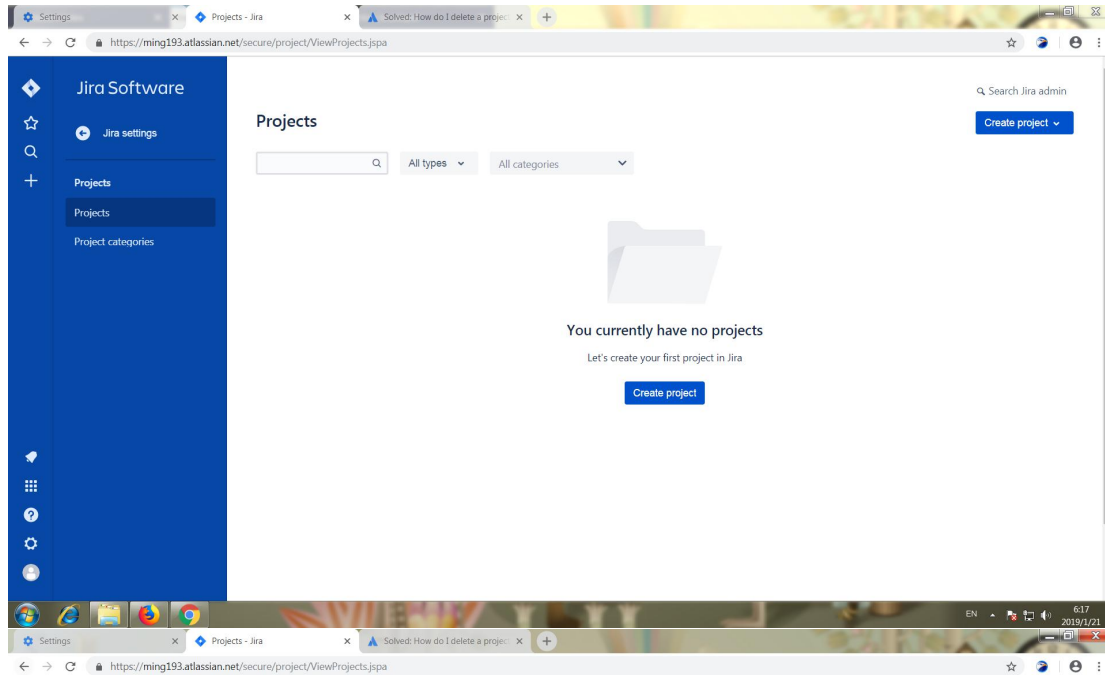 Settings
Projects - Jira
Solved: How do I delete a projec
https://ming193.atlassian.net/secure/project/ViewProjects.jspa
Jira Software
Search Jira admin
Jira settings
Projects
Create project
All types
All categories
Projects
Projects
Project categories
You currently have no projects
Let's create your first project in Jira
Create project
EN
6:17
2019/1/21
Settings
Projects - Jira
Solved: How do I delete a projec
https://ming193.atlassian.net/secure/project/ViewProjects.jspa